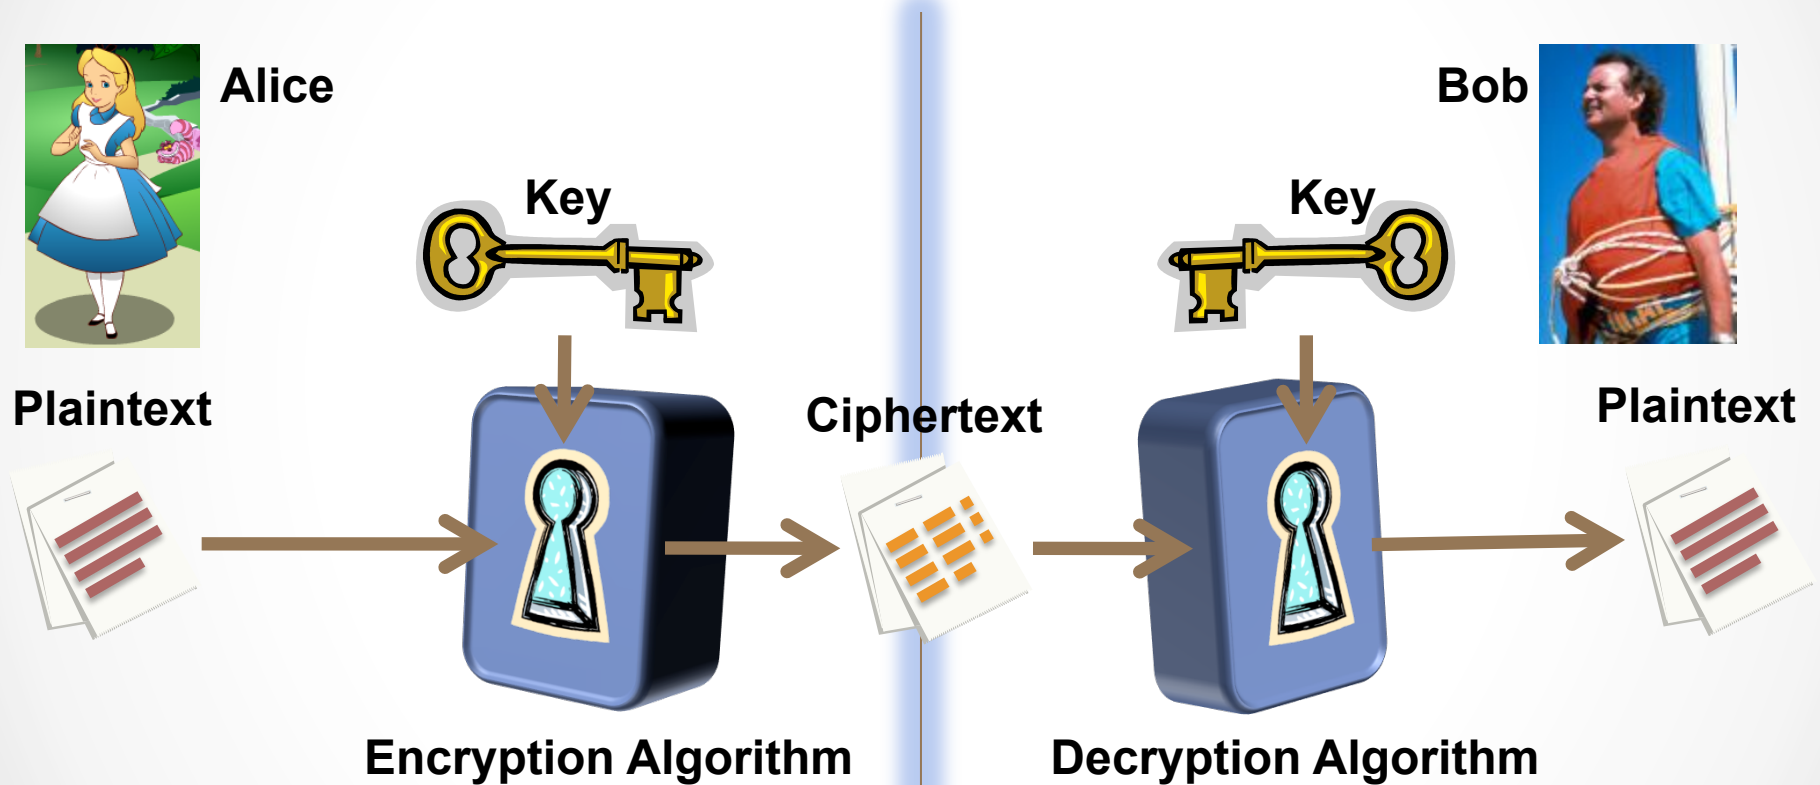 Alice
Bob
Key
Key
Plaintext
Ciphertext
Plaintext
Encryption Algorithm
Decryption Algorithm